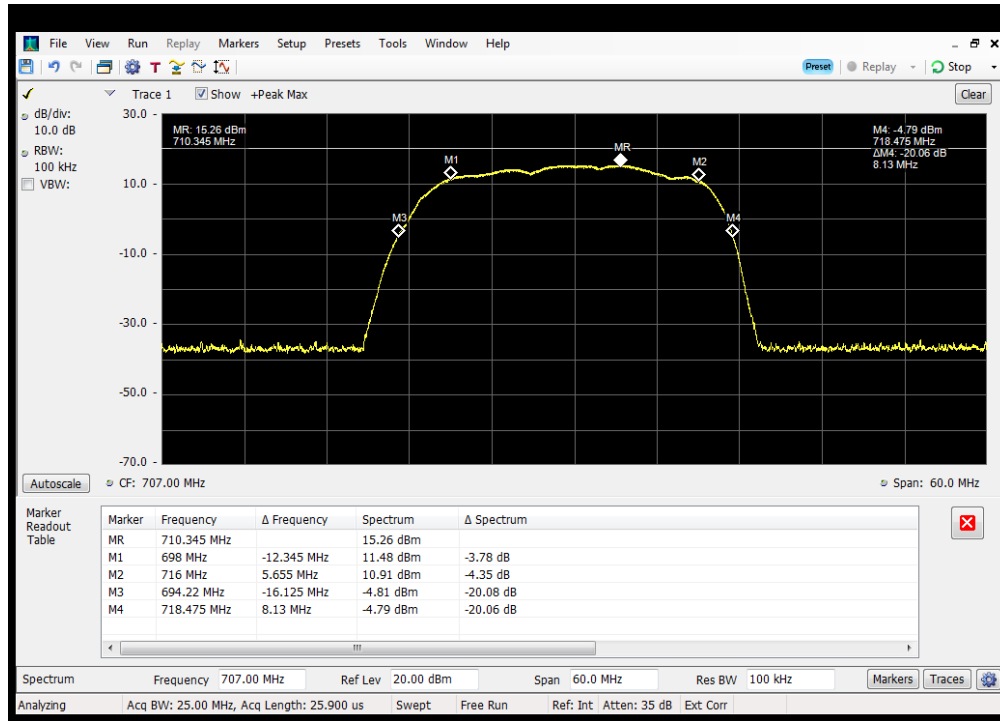 File View Run Replay Markers Setup Presets Tools Window Help
T Preset Replay Stop
Trace 1 Show +Peak Max Clear
dB/div:
10.0 dB
RBW:
100 kHz
VBW:
30.0
10.0
-10.0
-30.0
-50.0
-70.0
MR: 15.26 dBm
710.345 MHz
M4: -4.79 dBm
718.475 MHz
ΔM4: -20.06 dB
8.13 MHz
M1
MR
M2
M3
M4
Autoscale CF: 707.00 MHz Span: 60.0 MHz
Marker
Readout
Table
Marker Frequency Δ Frequency Spectrum Δ Spectrum
MR 710.345 MHz 15.26 dBm
M1 698 MHz -12.345 MHz 11.48 dBm -3.78 dB
M2 716 MHz 5.655 MHz 10.91 dBm -4.35 dB
M3 694.22 MHz -16.125 MHz -4.81 dBm -20.08 dB
M4 718.475 MHz 8.13 MHz -4.79 dBm -20.06 dB
Spectrum Frequency 707.00 MHz Ref Lev 20.00 dBm Span 60.0 MHz Res BW 100 kHz Markers Traces
Analyzing Acq BW: 25.00 MHz, Acq Length: 25.900 us Swept Free Run Ref: Int Atten: 35 dB Ext Corr